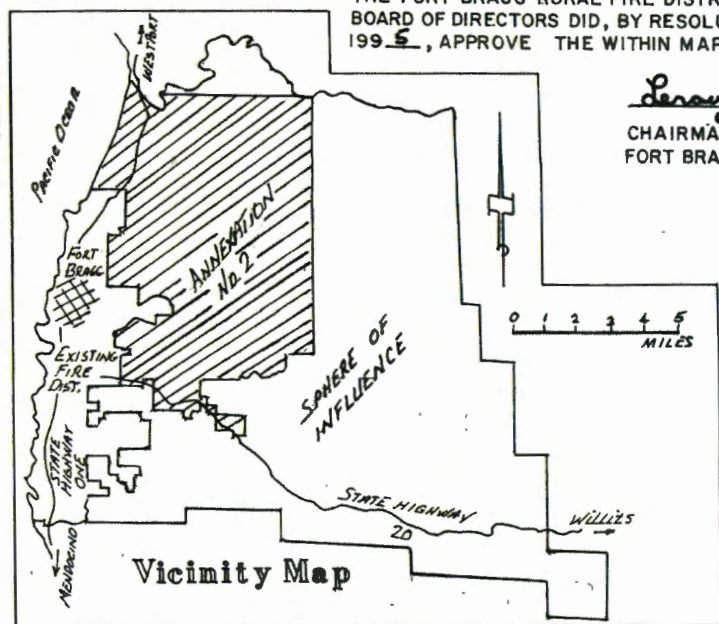 THE FORT BRAGG RURAL FIRE DISTR
BOARD OF DIRECTORS DID, BY RESOLU
1995, APPROVE THE WITHIN MAP
CHAIRMA
FORT BRA
WESTPORT
PACIFIC OCEAN
ANNEXATION
NO. 2
FORT
BRAGG
0 1 2 3 4 5
MILES
EXISTING
FIRE
DIST.
SPHERE OF
INFLUENCE
STATE HIGHWAY
ONE
STATE HIGHWAY
20
WILLITS
MENDOCINO
Vicinity Map